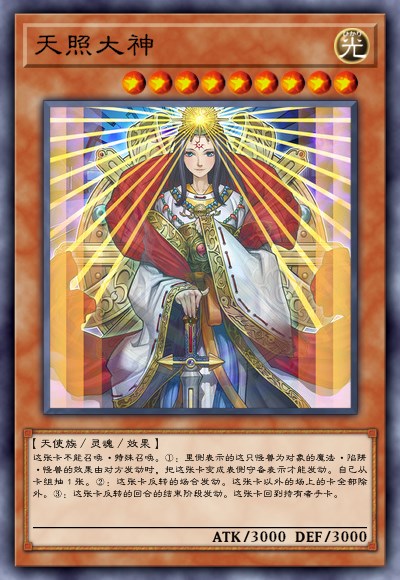 天照大神
ひかり
光
【天使族／灵魂／效果】
这张卡不能召唤·特殊召唤。①：里侧表示的这只怪兽为对象的魔法·陷阱
·怪兽的效果由对方发动时，把这张卡变成表侧守备表示才能发动。自己从
卡组抽1张。②：这张卡反转的场合发动。这张卡以外的场上的卡全部除
外。③：这张卡反转的回合的结束阶段发动。这张卡回到持有者手卡。
ATK/3000 DEF/3000